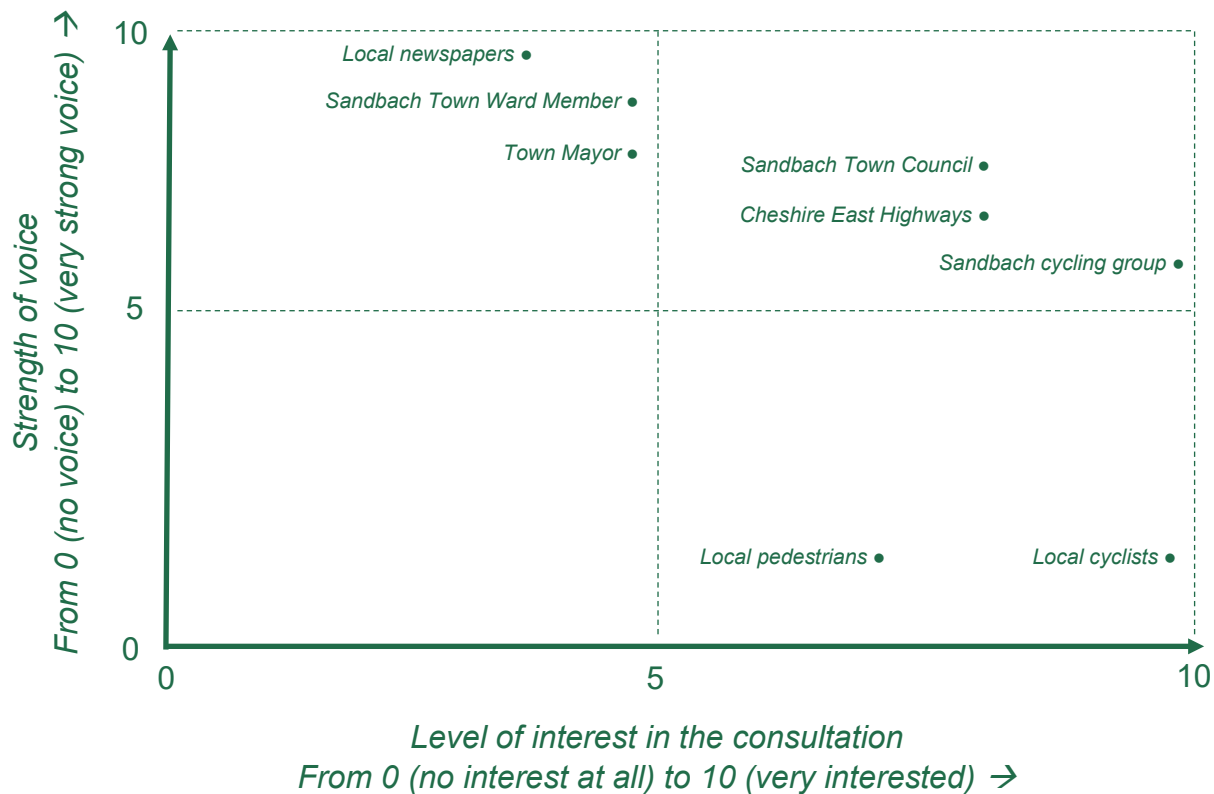 10
Local newspapers
Sandbach Town Ward Member
Town Mayor
Sandbach Town Council
Cheshire East Highways
Sandbach cycling group
Strength of voice
From 0 (no voice) to 10 (very strong voice) →
5
Local pedestrians
Local cyclists
0
0
5
10
Level of interest in the consultation
From 0 (no interest at all) to 10 (very interested) →